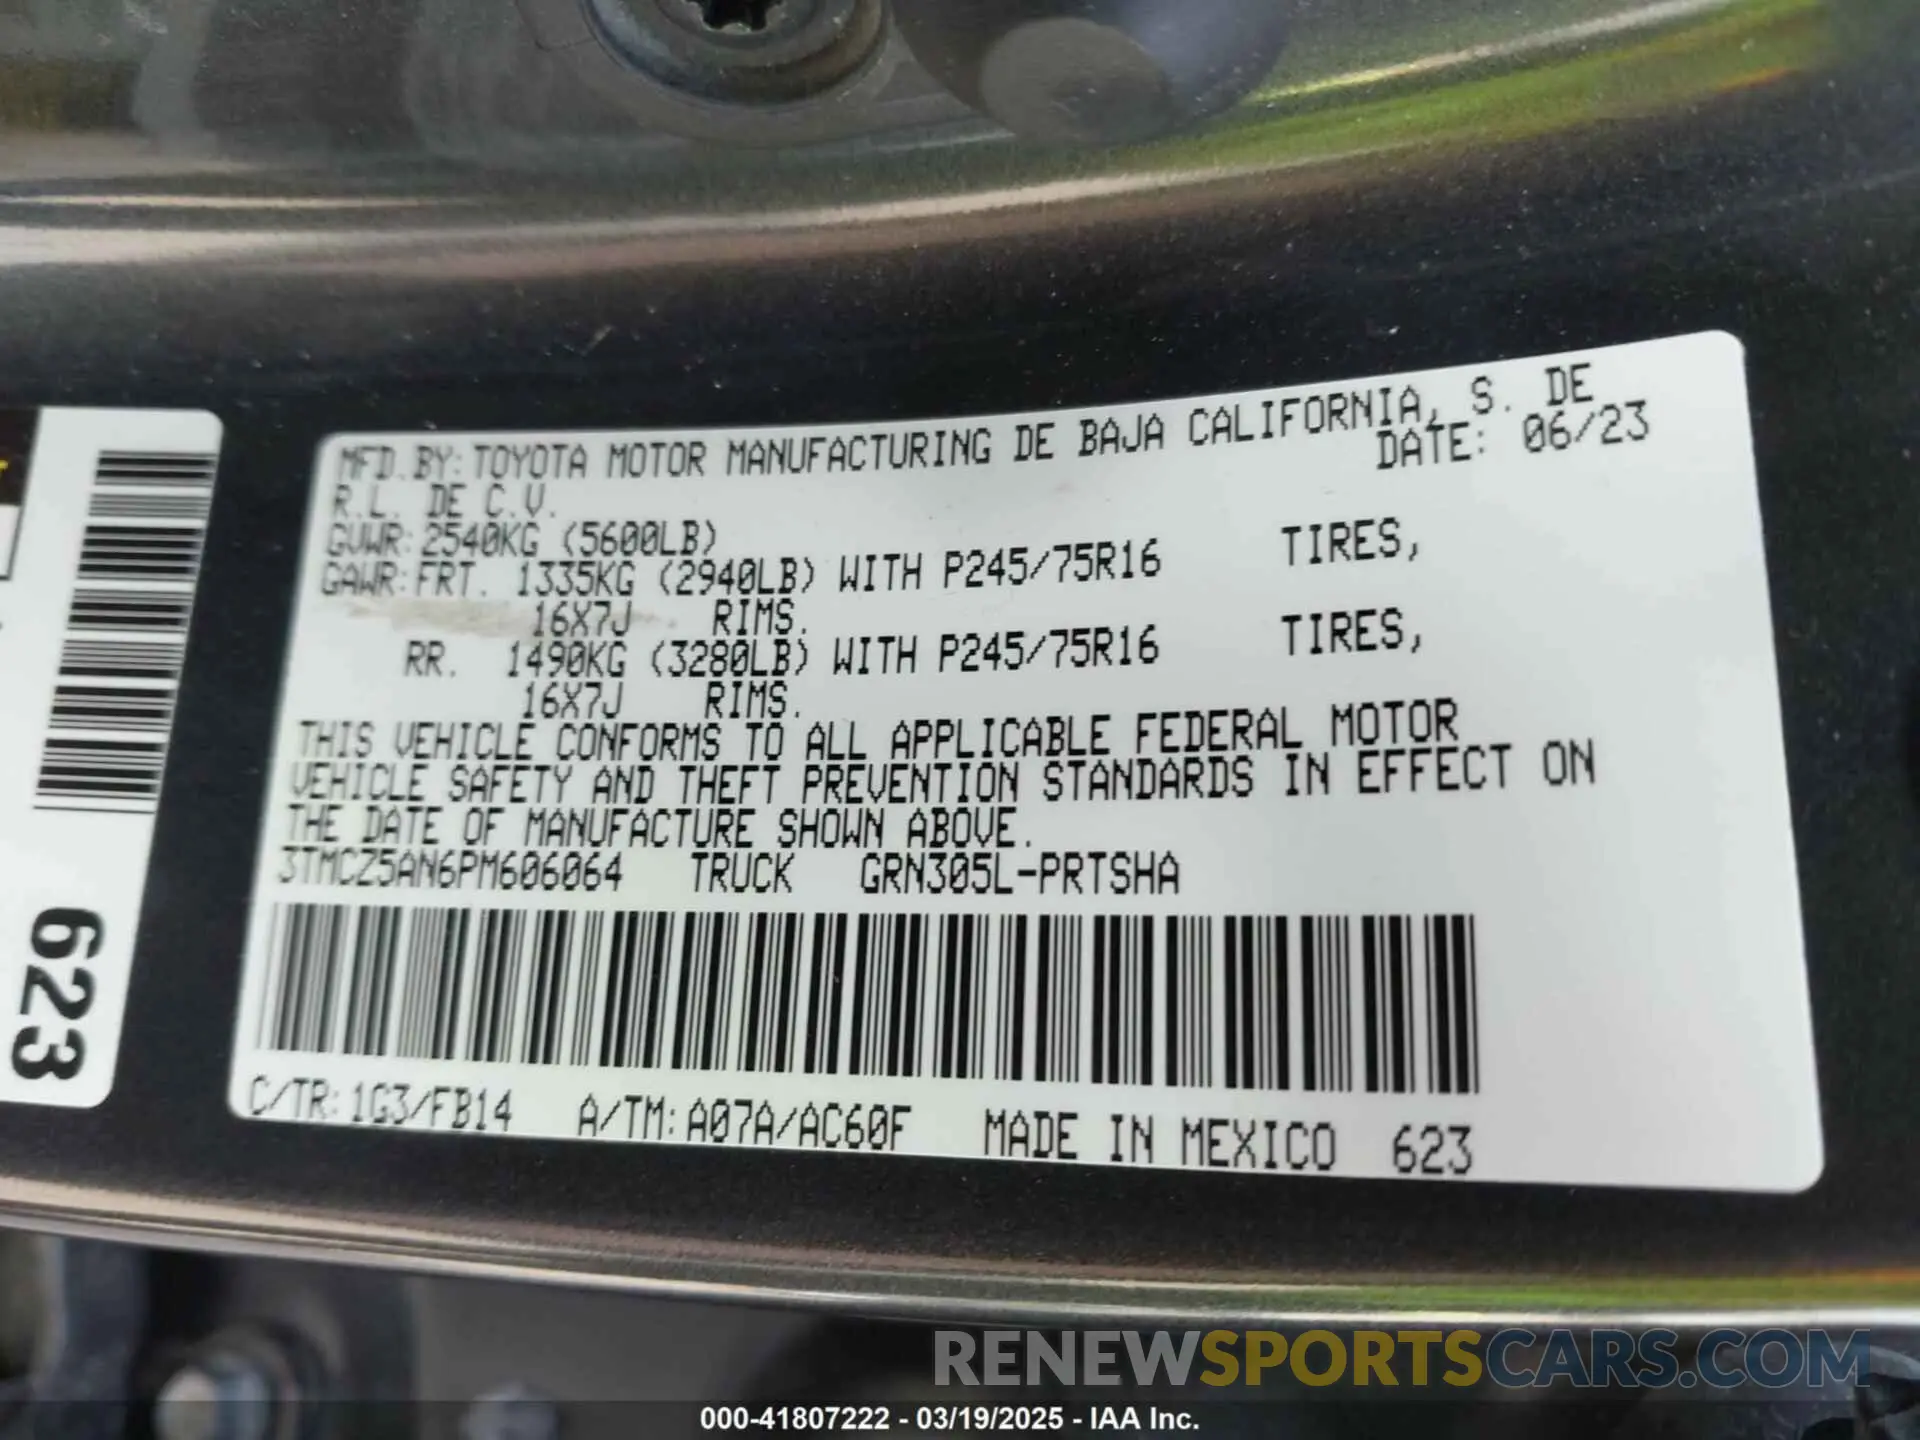 MFD.BY:TOYOTA MOTOR MANUFACTURING DE BAJA CALIFORNIA, S. DE
R.L. DE C.V. DATE: 06/23
GVWR:2540KG (5600LB)
GAWR:FRT. 1335KG (2940LB) WITH P245/75R16 TIRES,
16X7J RIMS.
RR. 1490KG (3280LB) WITH P245/75R16 TIRES,
16X7J RIMS.
THIS VEHICLE CONFORMS TO ALL APPLICABLE FEDERAL MOTOR
VEHICLE SAFETY AND THEFT PREVENTION STANDARDS IN EFFECT ON
THE DATE OF MANUFACTURE SHOWN ABOVE.
3TMCZ5AN6PM606064 TRUCK GRN305L-PRTSHA
C/TR:1G3/FB14 A/TM:A07A/AC60F MADE IN MEXICO 623
623
RENEWSPORTSCARS.COM
000-41807222 - 03/19/2025 - IAA Inc.